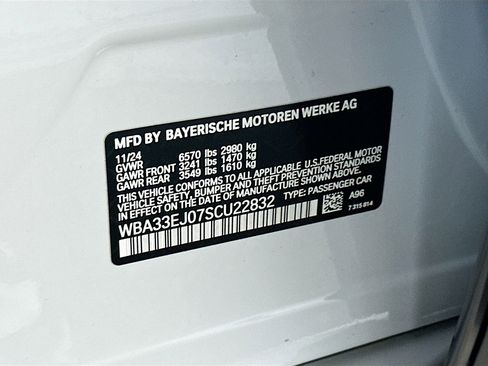 MFD BY BAYERISCHE MOTOREN WERKE AG
11/24
GVWR 6570 lbs 2980 kg
GAWR FRONT 3241 lbs 1470 kg
GAWR REAR 3549 lbs 1610 kg
THIS VEHICLE CONFORMS TO ALL APPLICABLE U.S.FEDERAL MOTOR
VEHICLE SAFETY, BUMPER AND THEFT PREVENTION STANDARDS
IN EFFECT ON THE DATE OF MANUFACTURE SHOWN ABOVE.
WBA33EJ07SCU22832 TYPE: PASSENGER CAR
A96
7 315 814